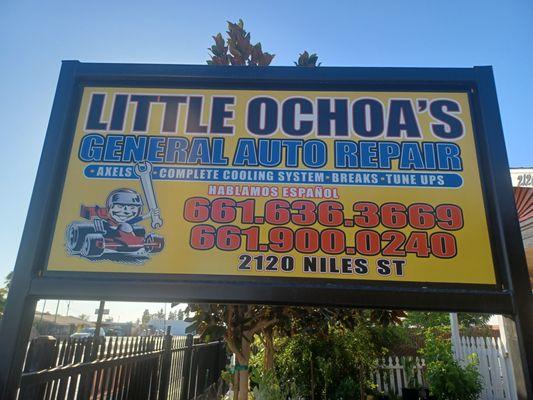 LITTLE OCHOA'S
GENERAL AUTO REPAIR
-AXELS -COMPLETE COOLING SYSTEM -BREAKS -TUNE UPS
HABLAMOS ESPAÑOL
661.636.3669
661.900.0240
2120 NILES ST